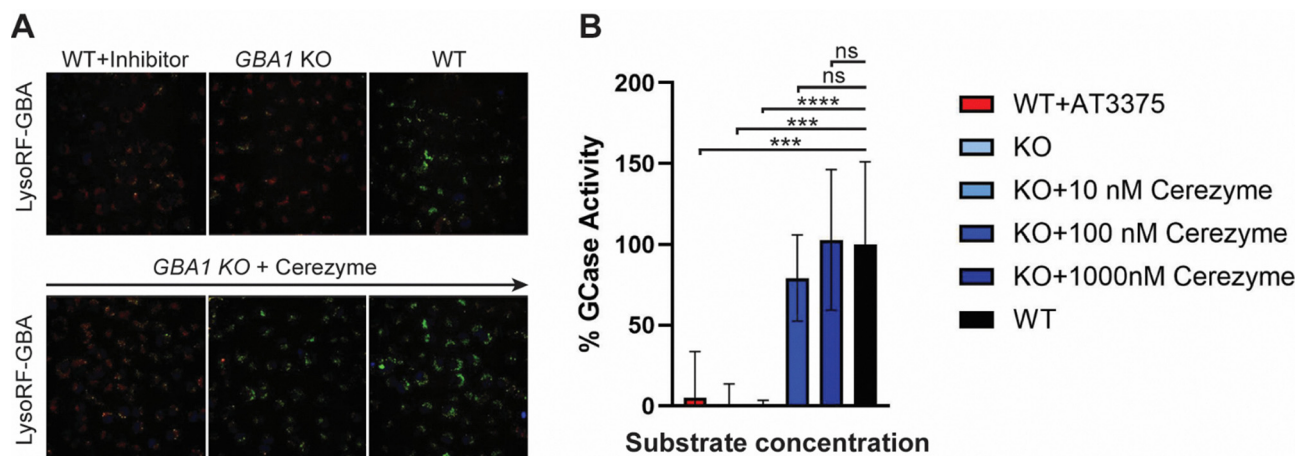 A
WT+Inhibitor
GBA1 KO
WT
LysoRF-GBA
GBA1 KO + Cerezyme
LysoRF-GBA
B
ns
ns
****
***
***
200
150
100
50
0
% GCase Activity
Substrate concentration
WT+AT3375
KO
KO+10 nM Cerezyme
KO+100 nM Cerezyme
KO+1000nM Cerezyme
WT